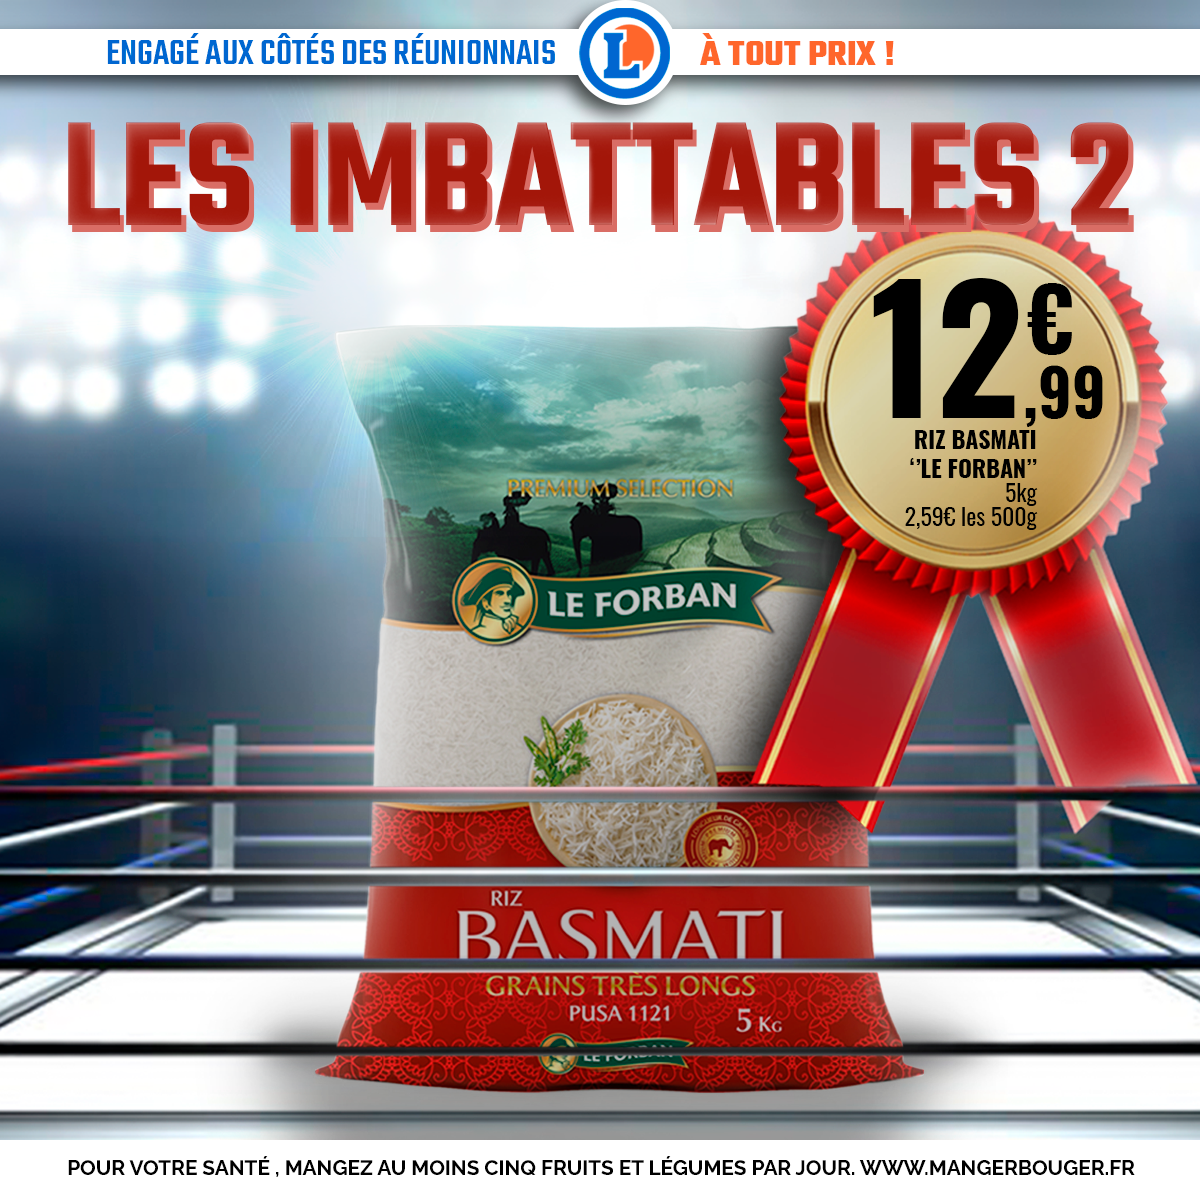 ENGAGÉ AUX CÔTÉS DES RÉUNIONNAIS L À TOUT PRIX !
LES IMBATTABLES 2
12€,99
RIZ BASMATI
‘’LE FORBAN’’
5kg
2,59€ les 500g
PREMIUM SELECTION
LE FORBAN
RIZ
BASMATI
GRAINS TRÈS LONGS
PUSA 1121
5 KG
LE FORBAN
POUR VOTRE SANTÉ , MANGEZ AU MOINS CINQ FRUITS ET LÉGUMES PAR JOUR. WWW.MANGERBOUGER.FR